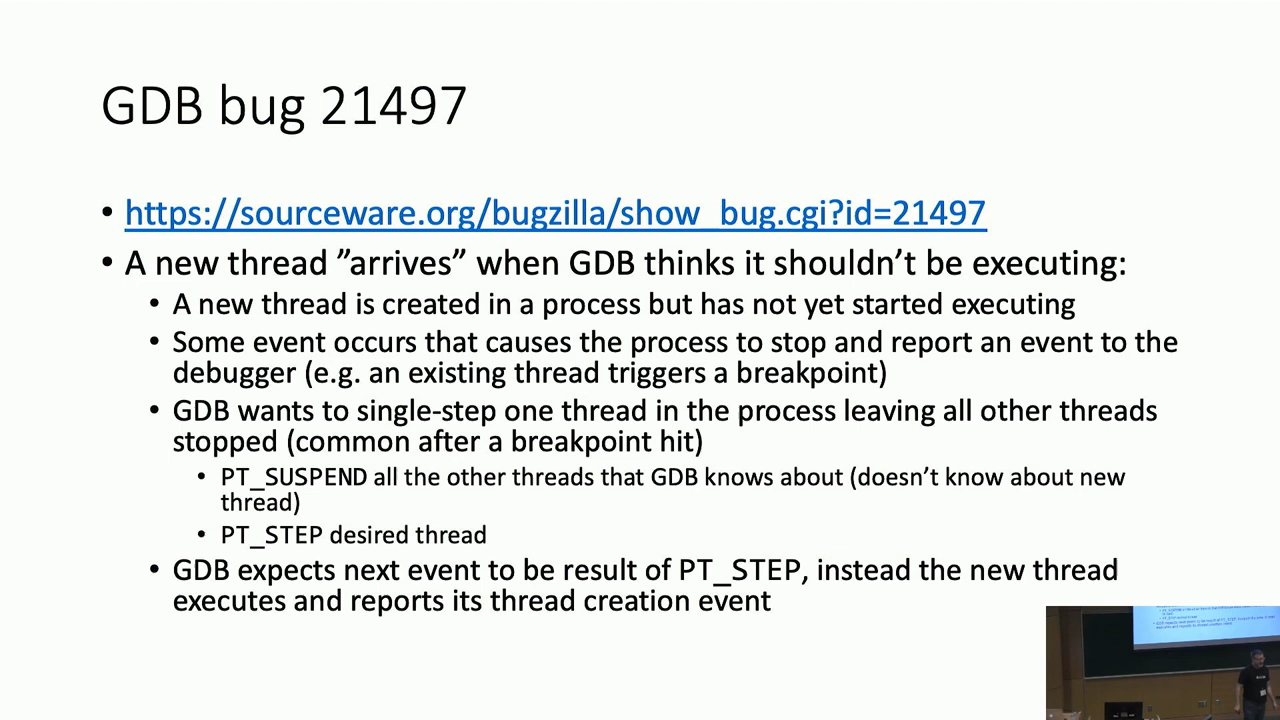 GDB bug 21497
• https://sourceware.org/bugzilla/show_bug.cgi?id=21497
• A new thread ”arrives” when GDB thinks it shouldn’t be executing:
• A new thread is created in a process but has not yet started executing
• Some event occurs that causes the process to stop and report an event to the
debugger (e.g. an existing thread triggers a breakpoint)
• GDB wants to single-step one thread in the process leaving all other threads
stopped (common after a breakpoint hit)
• PT_SUSPEND all the other threads that GDB knows about (doesn’t know about new
thread)
• PT_STEP desired thread
• GDB expects next event to be result of PT_STEP, instead the new thread
executes and reports its thread creation event